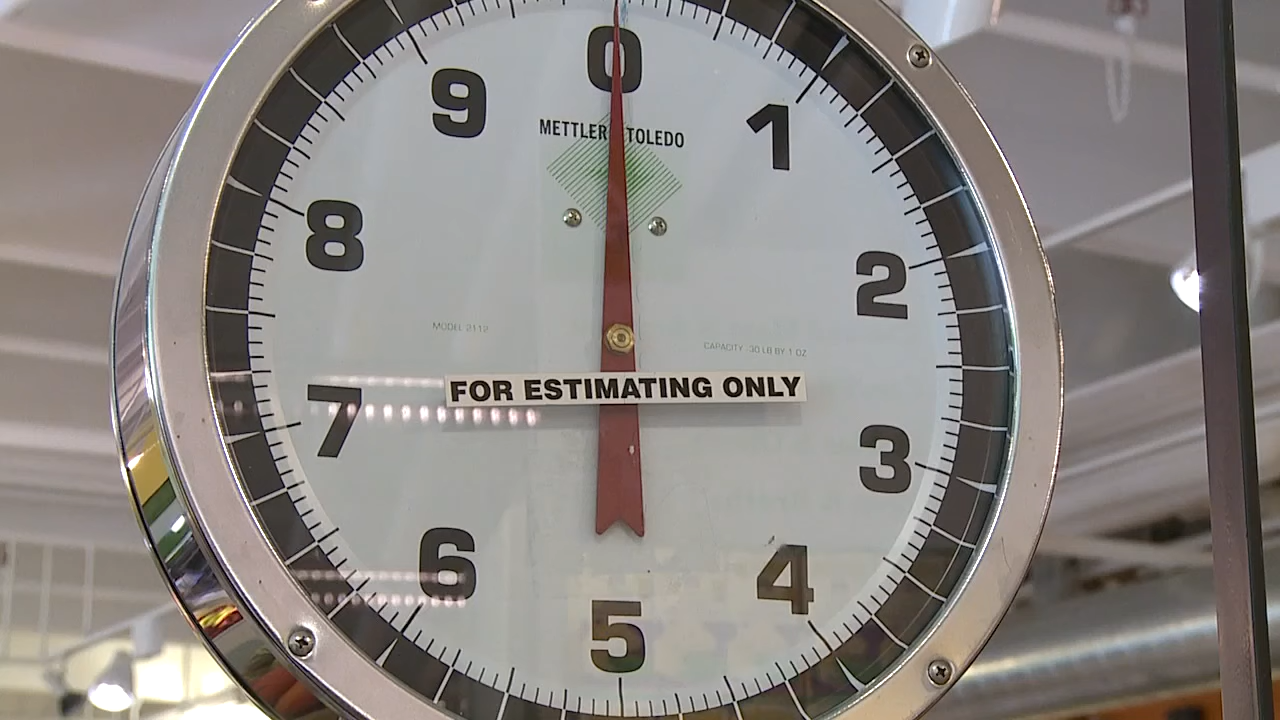 0
9
1
METTLER TOLEDO
8
2
MODEL 2112
CAPACITY 30 LB BY 1 OZ
FOR ESTIMATING ONLY
7
3
6
4
5